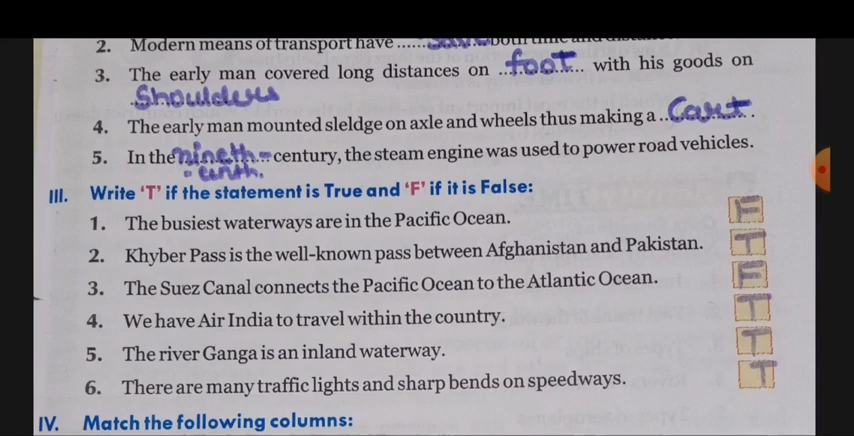 2. Modern means of transport have ...... both time and
3. The early man covered long distances on foot with his goods on
shoulders
4. The early man mounted sleldge on axle and wheels thus making a .. Cart .
5. In the nineth century, the steam engine was used to power road vehicles.
III. Write 'T' if the statement is True and 'F' if it is False:
1. The busiest waterways are in the Pacific Ocean. F
2. Khyber Pass is the well-known pass between Afghanistan and Pakistan. T
3. The Suez Canal connects the Pacific Ocean to the Atlantic Ocean. F
4. We have Air India to travel within the country. T
5. The river Ganga is an inland waterway. T
6. There are many traffic lights and sharp bends on speedways. T
IV. Match the following columns: